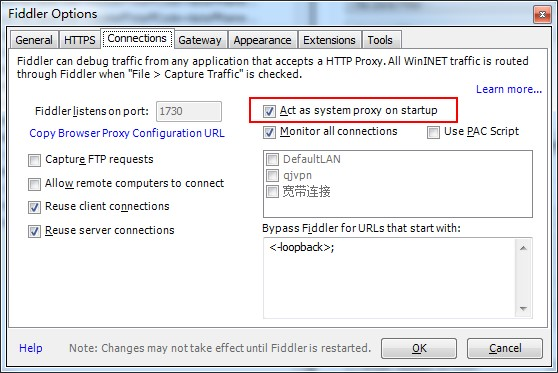 Fiddler Options
General HTTPS Connections Gateway Appearance Extensions Tools
Fiddler can debug traffic from any application that accepts a HTTP Proxy. All WinINET traffic is routed
through Fiddler when "File > Capture Traffic" is checked.
Learn more...
Fiddler listens on port: 1730
Act as system proxy on startup
Copy Browser Proxy Configuration URL
Monitor all connections
Use PAC Script
Capture FTP requests
Allow remote computers to connect
Reuse client connections
Reuse server connections
DefaultLAN
qjvpn
宽带连接
Bypass Fiddler for URLs that start with:
<-loopback>;
Help
Note: Changes may not take effect until Fiddler is restarted.
OK
Cancel